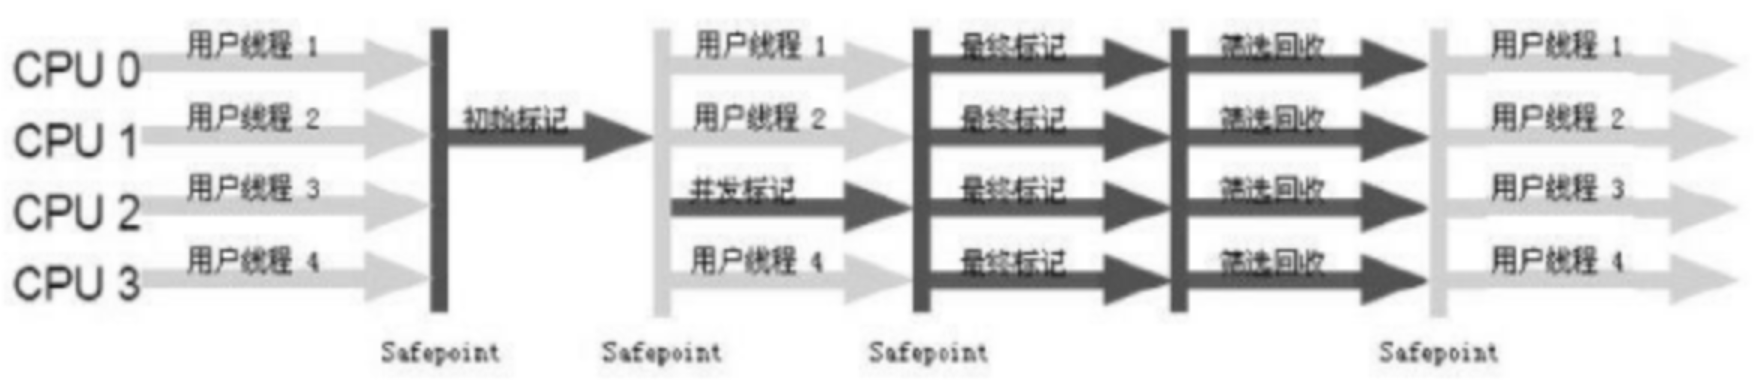 CPU 0 用户线程 1 用户线程 1 最终标记 筛选回收 用户线程 1
CPU 1 用户线程 2 初始标记 用户线程 2 最终标记 筛选回收 用户线程 2
CPU 2 用户线程 3 并发标记 最终标记 筛选回收 用户线程 3
CPU 3 用户线程 4 用户线程 4 最终标记 筛选回收 用户线程 4
Safepoint Safepoint Safepoint Safepoint